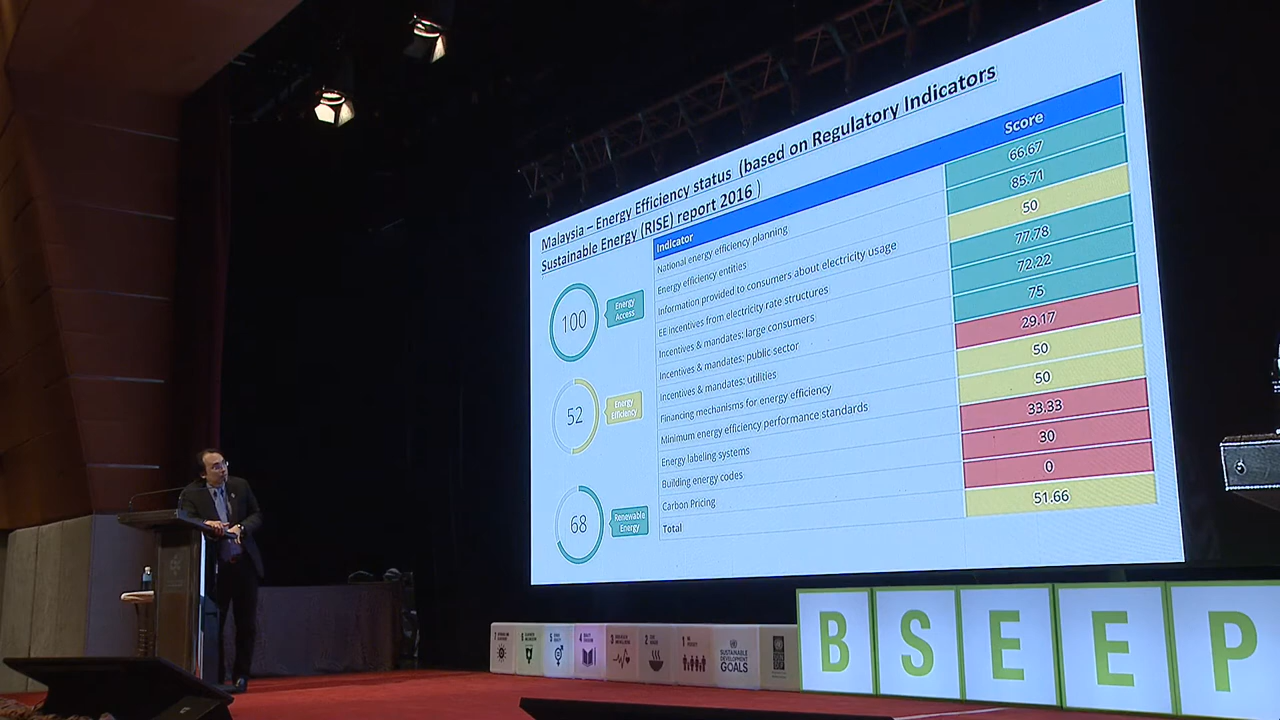 Malaysia – Energy Efficiency status (based on Regulatory Indicators
Sustainable Energy (RISE) report 2016 )
100
Energy
Access
52
Energy
Efficiency
68
Renewable
Energy
Indicator Score
National energy efficiency planning 66.67
Energy efficiency entities 85.71
Information provided to consumers about electricity usage 50
EE incentives from electricity rate structures 77.78
Incentives & mandates: large consumers 72.22
Incentives & mandates: public sector 75
Incentives & mandates: utilities 29.17
Financing mechanisms for energy efficiency 50
Minimum energy efficiency performance standards 50
Energy labeling systems 33.33
Building energy codes 30
Carbon Pricing 0
Total 51.66
SUSTAINABLE
DEVELOPMENT
GOALS
BSEEP